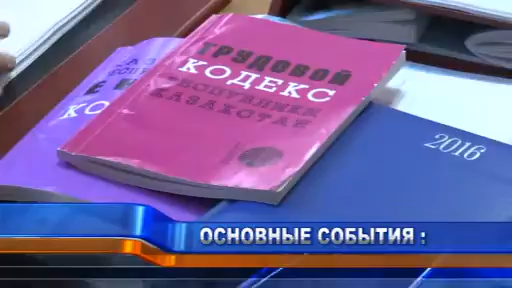 ТРУДОВОЙ
КОДЕКС
РЕСПУБЛИКИ
КАЗАХСТАН
2016
ОСНОВНЫЕ СОБЫТИЯ :